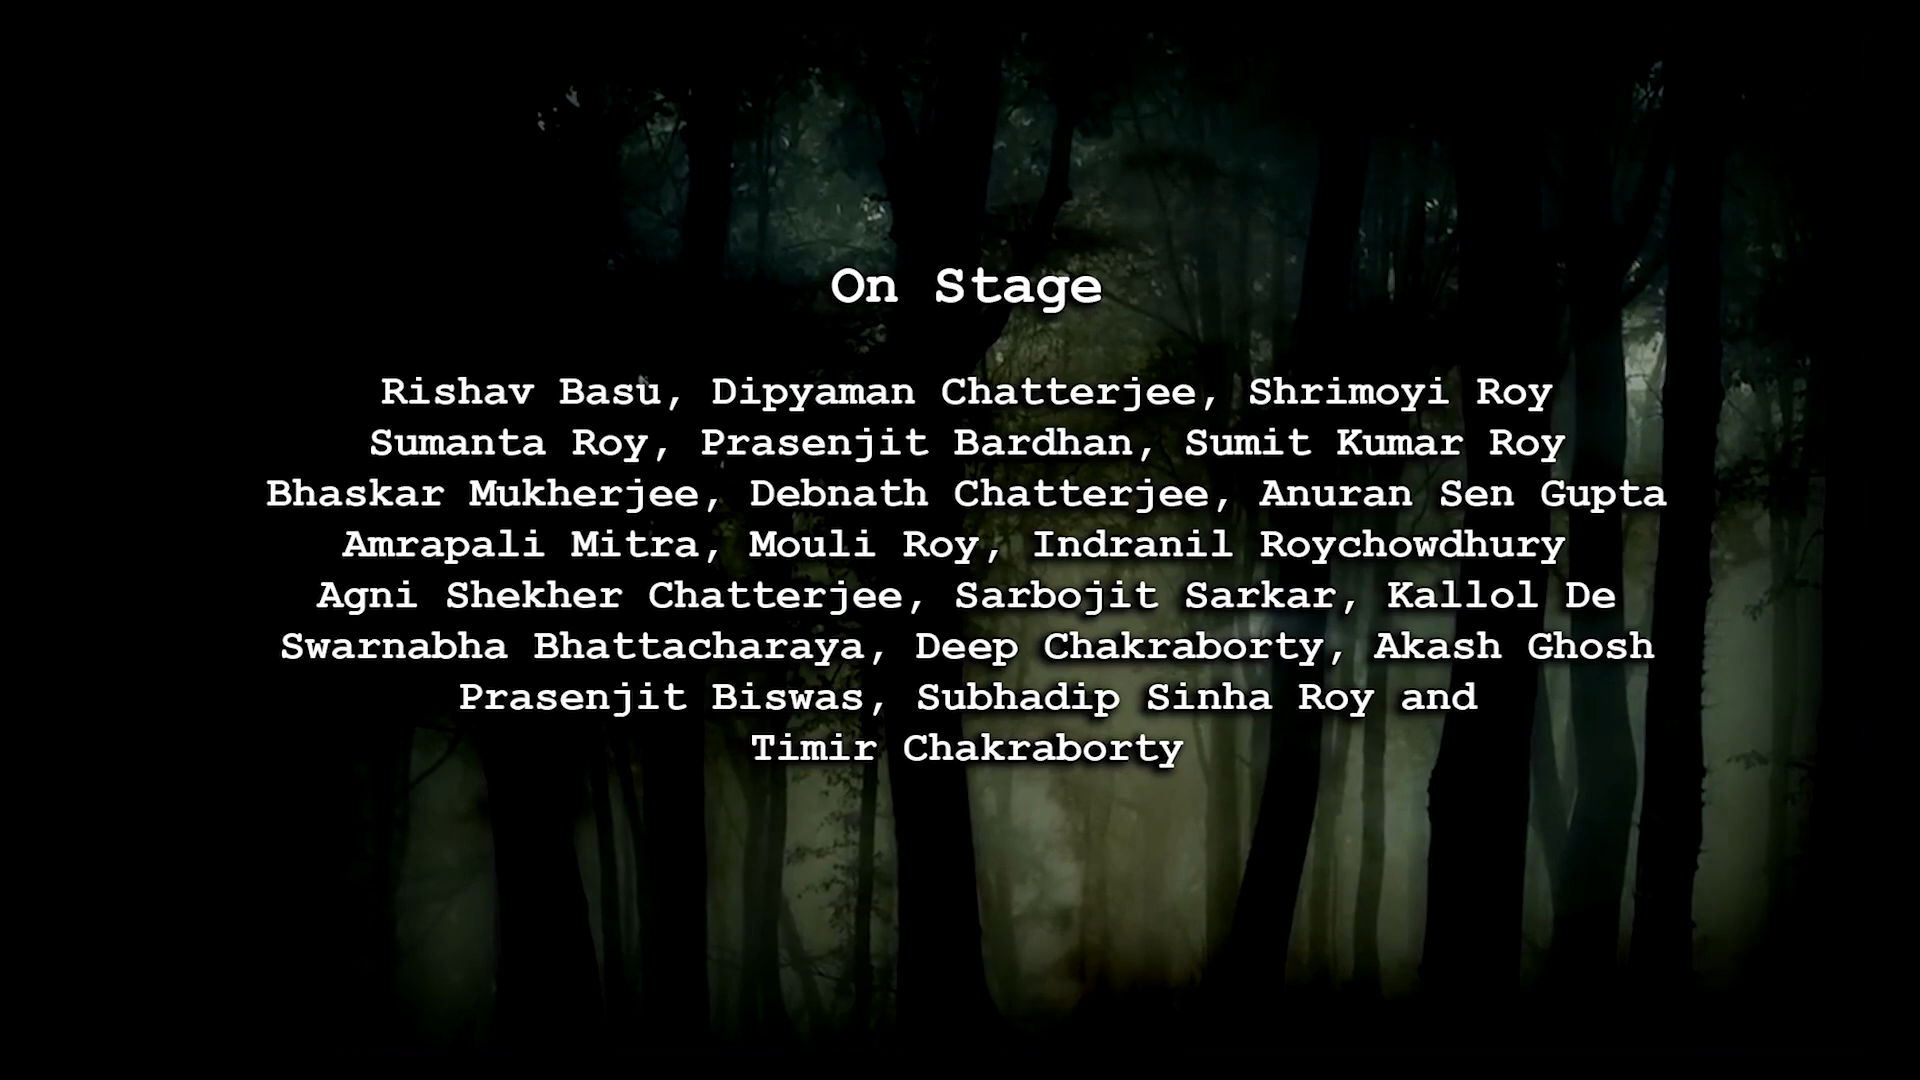 On Stage
Rishav Basu, Dipyaman Chatterjee, Shrimoyi Roy
Sumanta Roy, Prasenjit Bardhan, Sumit Kumar Roy
Bhaskar Mukherjee, Debnath Chatterjee, Anuran Sen Gupta
Amrapali Mitra, Mouli Roy, Indranil Roychowdhury
Agni Shekher Chatterjee, Sarbojit Sarkar, Kallol De
Swarnabha Bhattacharaya, Deep Chakraborty, Akash Ghosh
Prasenjit Biswas, Subhadip Sinha Roy and
Timir Chakraborty